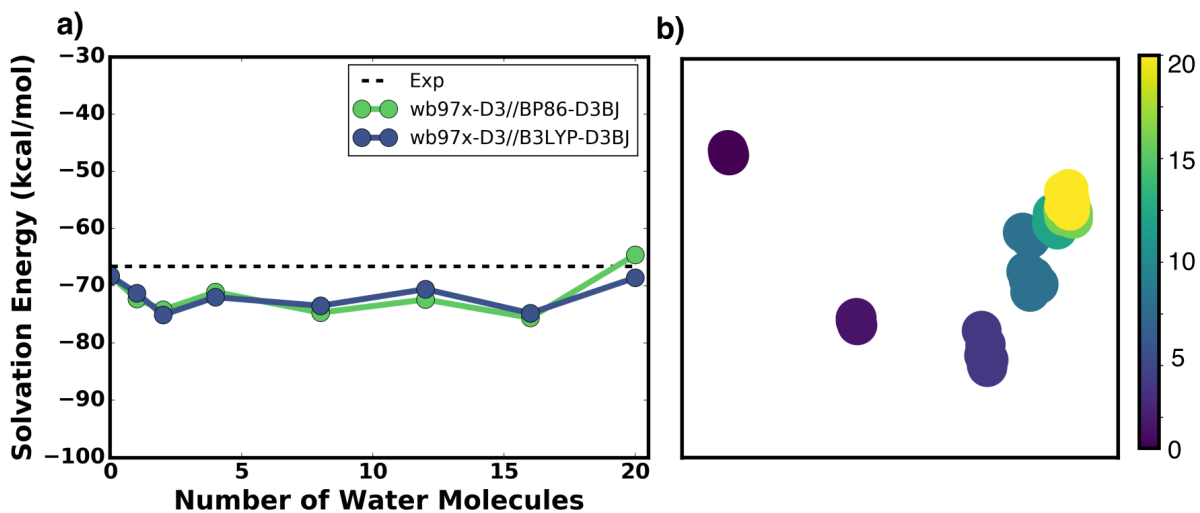 a)
b)
Solvation Energy (kcal/mol)
−30
−40
−50
−60
−70
−80
−90
−100
Exp
wb97x-D3//BP86-D3BJ
wb97x-D3//B3LYP-D3BJ
0
5
10
15
20
Number of Water Molecules
20
15
10
5
0